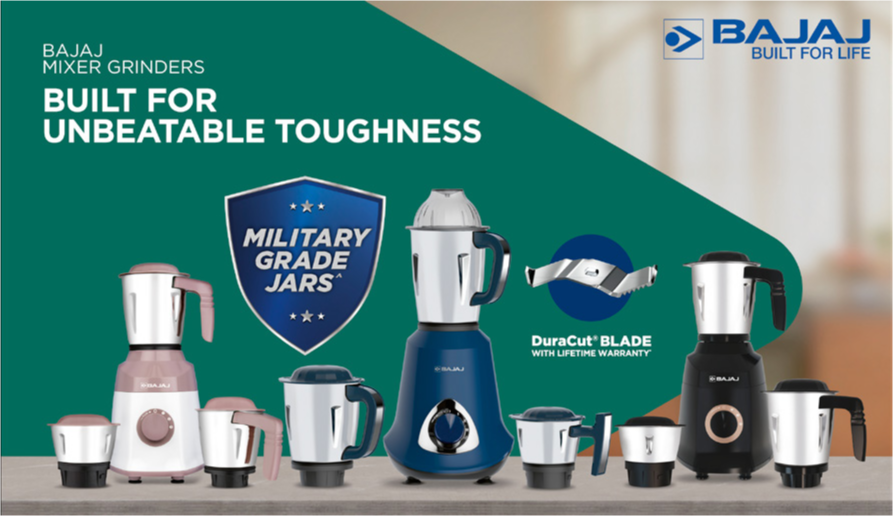 BAJAJ
MIXER GRINDERS
BUILT FOR
UNBEATABLE TOUGHNESS
BAJAJ
BUILT FOR LIFE
MILITARY
GRADE
JARS^
DuraCut® BLADE
WITH LIFETIME WARRANTY*
BAJAJ
BAJAJ
BAJAJ